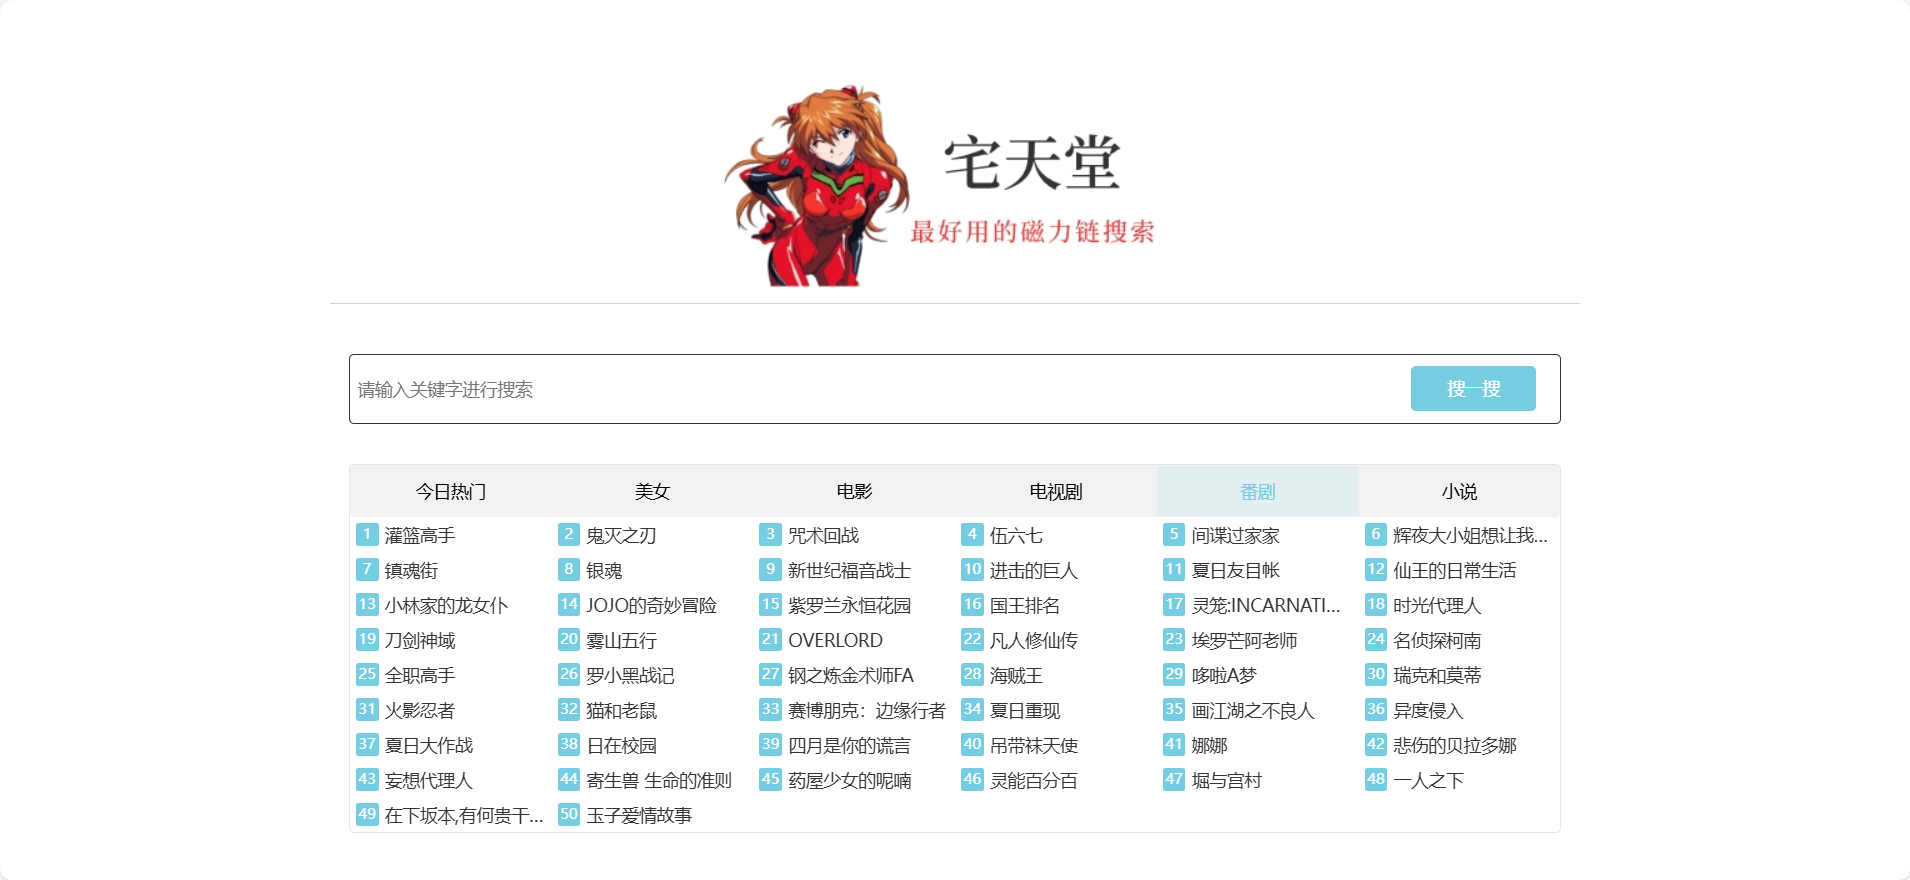 宅天堂
最好用的磁力链搜索
请输入关键字进行搜索 搜一搜
今日热门 美女 电影 电视剧 番剧 小说
1 灌篮高手 2 鬼灭之刃 3 咒术回战 4 伍六七 5 间谍过家家 6 辉夜大小姐想让我...
7 镇魂街 8 银魂 9 新世纪福音战士 10 进击的巨人 11 夏日友目帐 12 仙王的日常生活
13 小林家的龙女仆 14 JOJO的奇妙冒险 15 紫罗兰永恒花园 16 国王排名 17 灵笼:INCARNATI... 18 时光代理人
19 刀剑神域 20 雾山五行 21 OVERLORD 22 凡人修仙传 23 埃罗芒阿老师 24 名侦探柯南
25 全职高手 26 罗小黑战记 27 钢之炼金术师FA 28 海贼王 29 哆啦A梦 30 瑞克和莫蒂
31 火影忍者 32 猫和老鼠 33 赛博朋克：边缘行者 34 夏日重现 35 画江湖之不良人 36 异度侵入
37 夏日大作战 38 日在校园 39 四月是你的谎言 40 吊带袜天使 41 娜娜 42 悲伤的贝拉多娜
43 妄想代理人 44 寄生兽 生命的准则 45 药屋少女的呢喃 46 灵能百分百 47 堀与宫村 48 一人之下
49 在下坂本,有何贵干... 50 玉子爱情故事